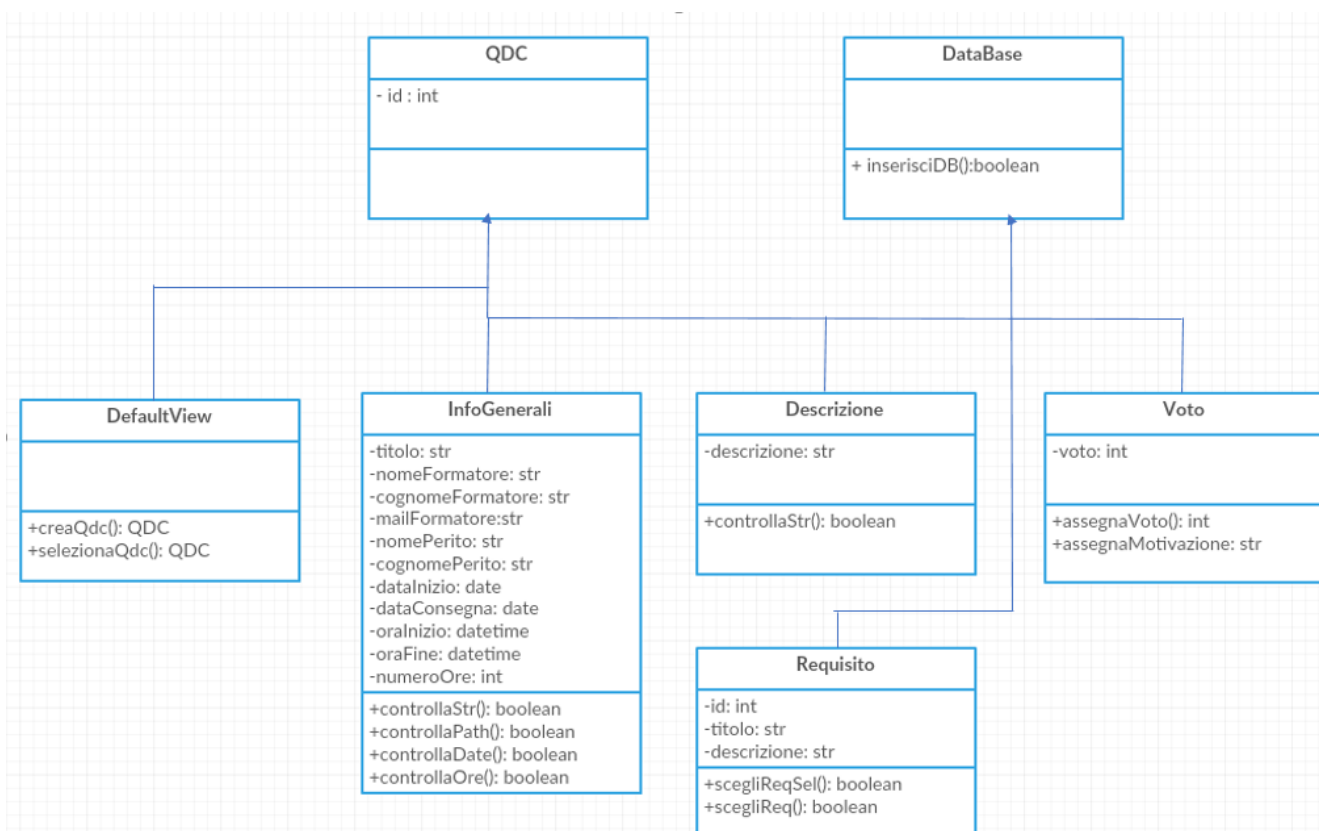 QDC
- id : int
DataBase
+ inserisciDB():boolean
DefaultView
+creaQdc(): QDC
+selezionaQdc(): QDC
InfoGenerali
-titolo: str
-nomeFormatore: str
-cognomeFormatore: str
-mailFormatore:str
-nomePerito: str
-cognomePerito: str
-dataInizio: date
-dataConsegna: date
-oraInizio: datetime
-oraFine: datetime
-numeroOre: int
+controllaStr(): boolean
+controllaPath(): boolean
+controllaDate(): boolean
+controllaOre(): boolean
Descrizione
-descrizione: str
+controllaStr(): boolean
Voto
-voto: int
+assegnaVoto(): int
+assegnaMotivazione: str
Requisito
-id: int
-titolo: str
-descrizione: str
+scegliReqSel(): boolean
+scegliReq(): boolean